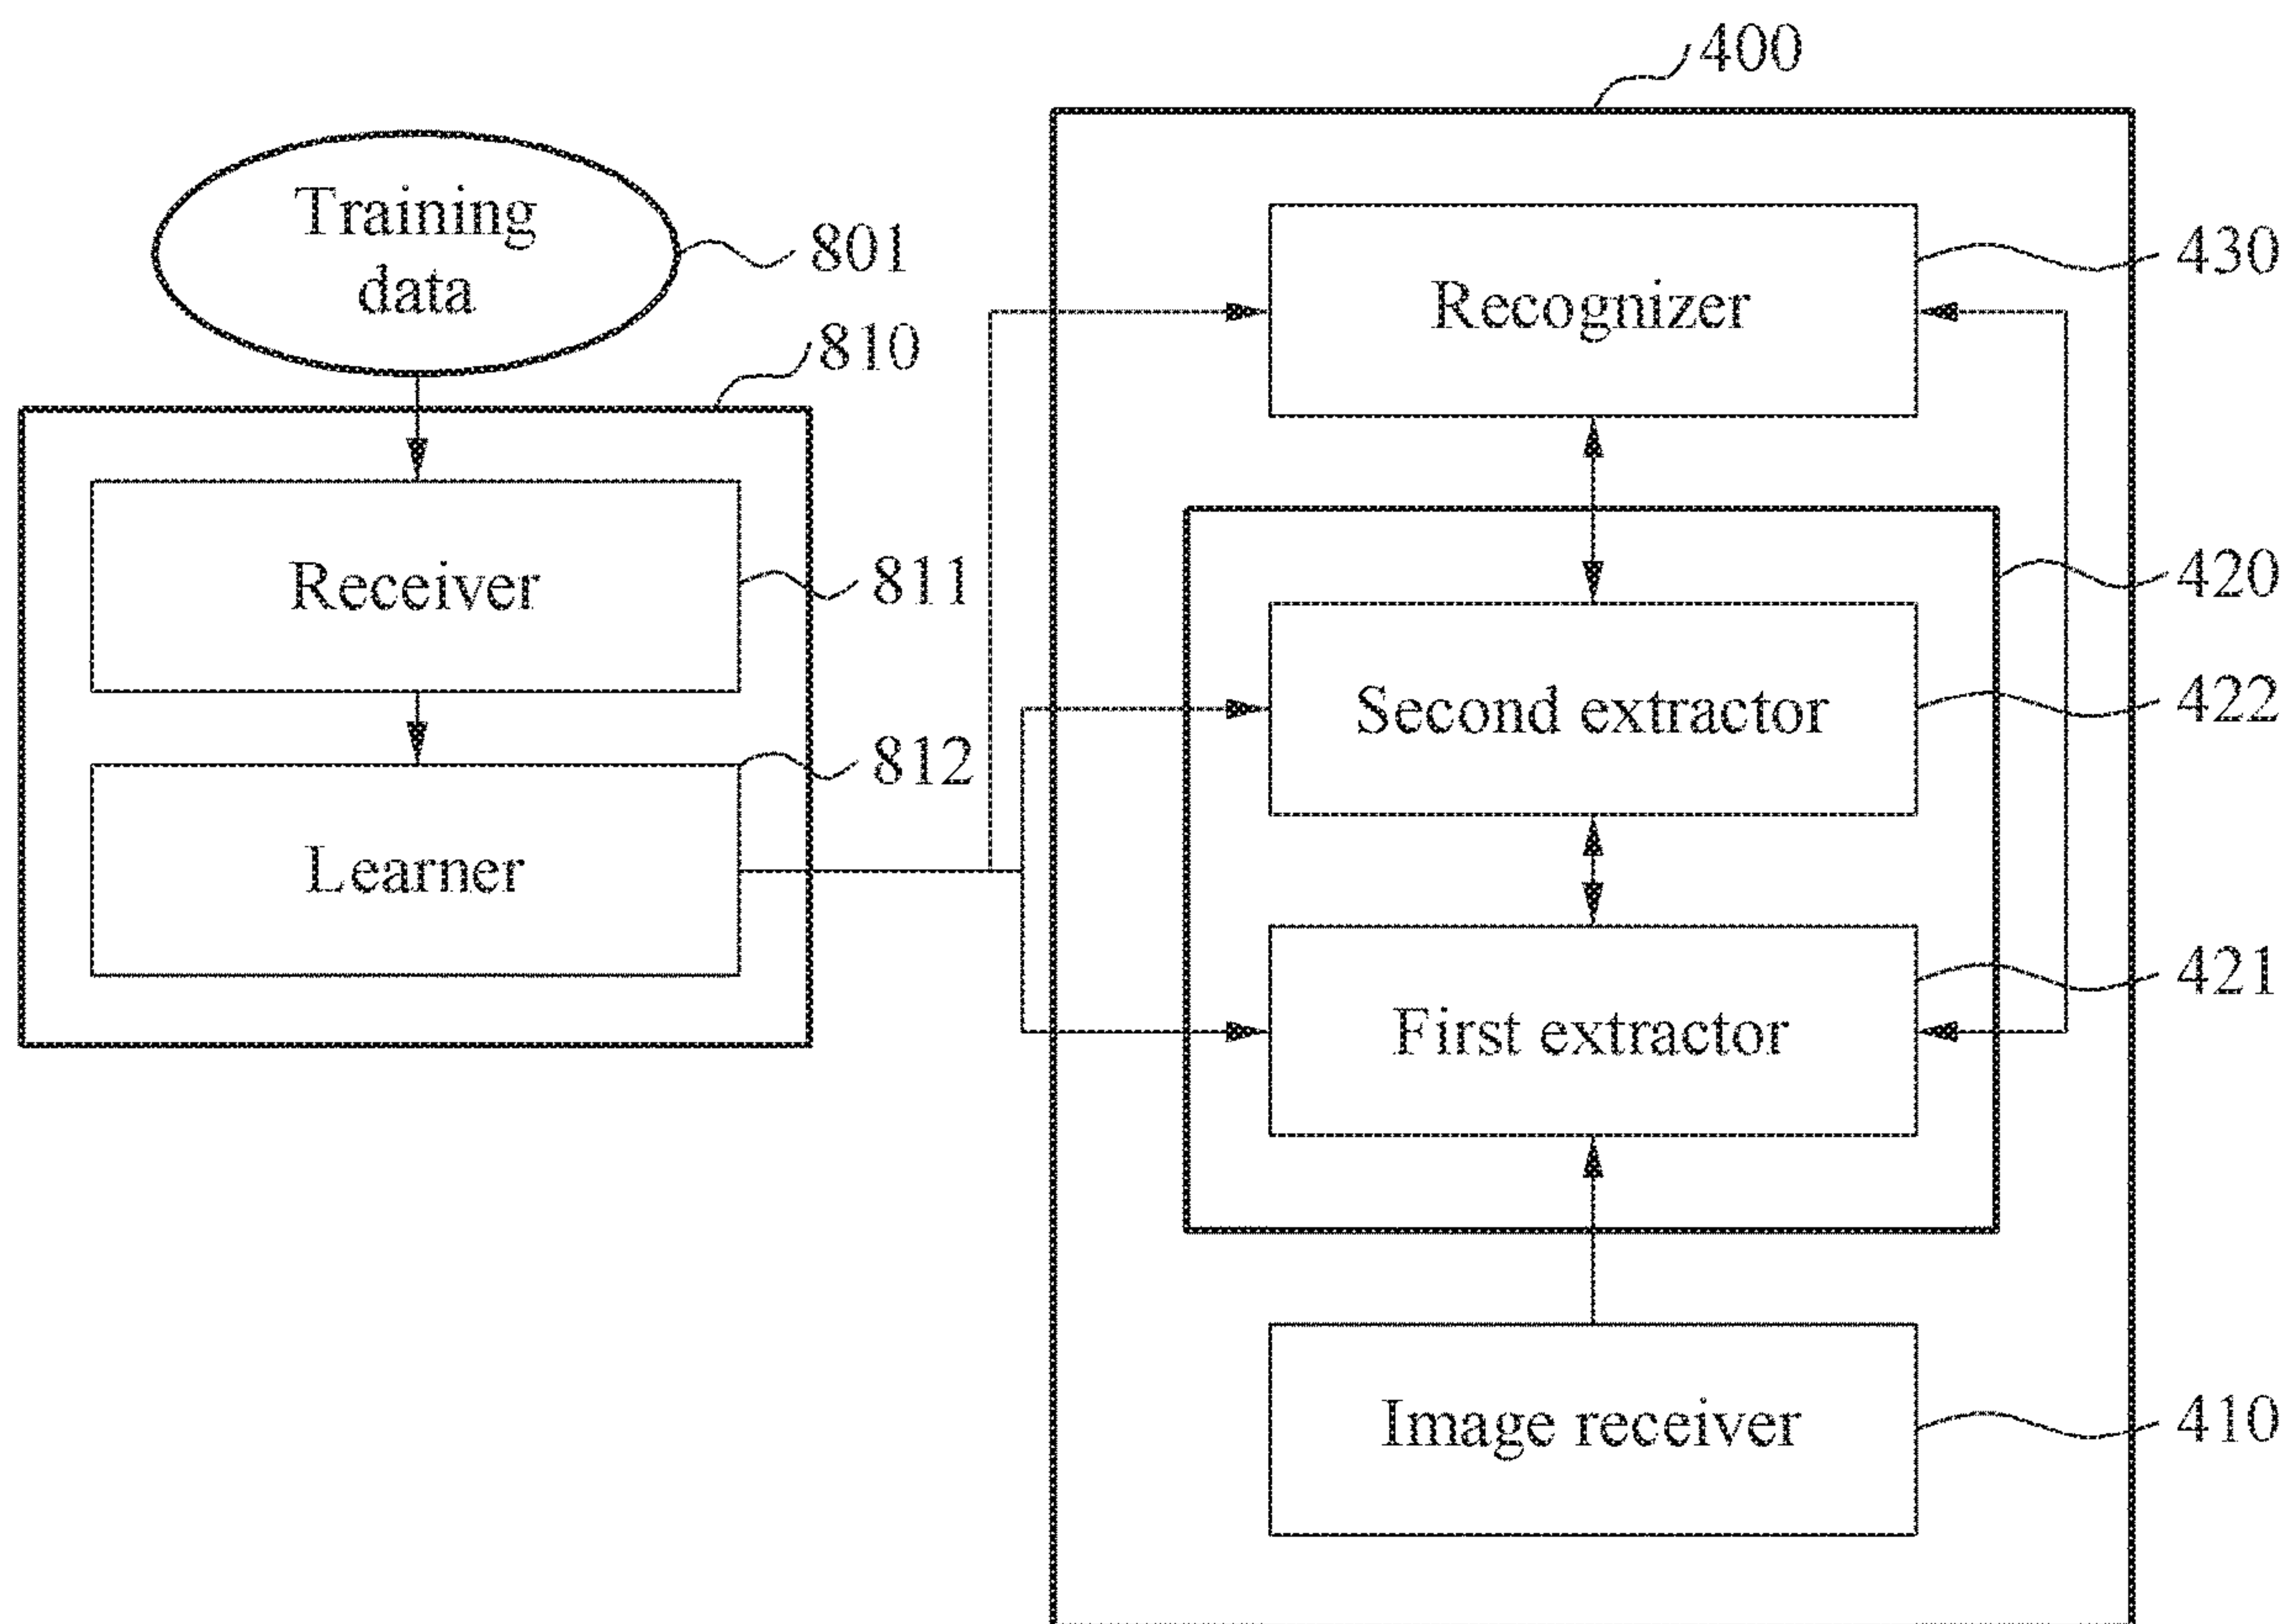 400
Training
data
801
810
Recognizer
430
Receiver
811
420
Second extractor
422
Learner
812
First extractor
421
Image receiver
410